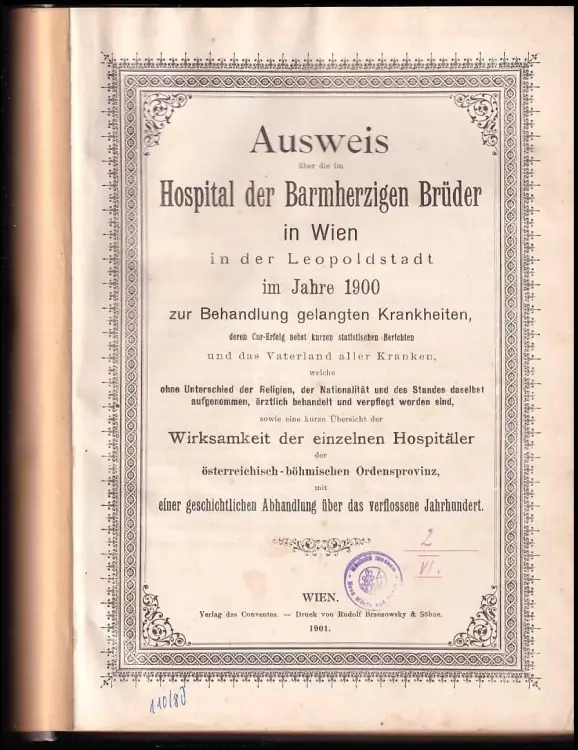 Ausweis
über die im
Hospital der Barmherzigen Brüder
in Wien
in der Leopoldstadt
im Jahre 1900
zur Behandlung gelangten Krankheiten,
deren Cur-Erfolg nebst kurzen statistischen Berichten
und das Vaterland aller Kranken,
welche
ohne Unterschied der Religion, der Nationalität und des Standes daselbst
aufgenommen, ärztlich behandelt und verpflegt worden sind,
sowie eine kurze Übersicht der
Wirksamkeit der einzelnen Hospitäler
der
österreichisch-böhmischen Ordensprovinz,
mit
einer geschichtlichen Abhandlung über das verflossene Jahrhundert.
2
VI.
WIEN.
Verlag des Conventes. — Druck von Rudolf Brzezowsky & Söhne.
1901.
110/80